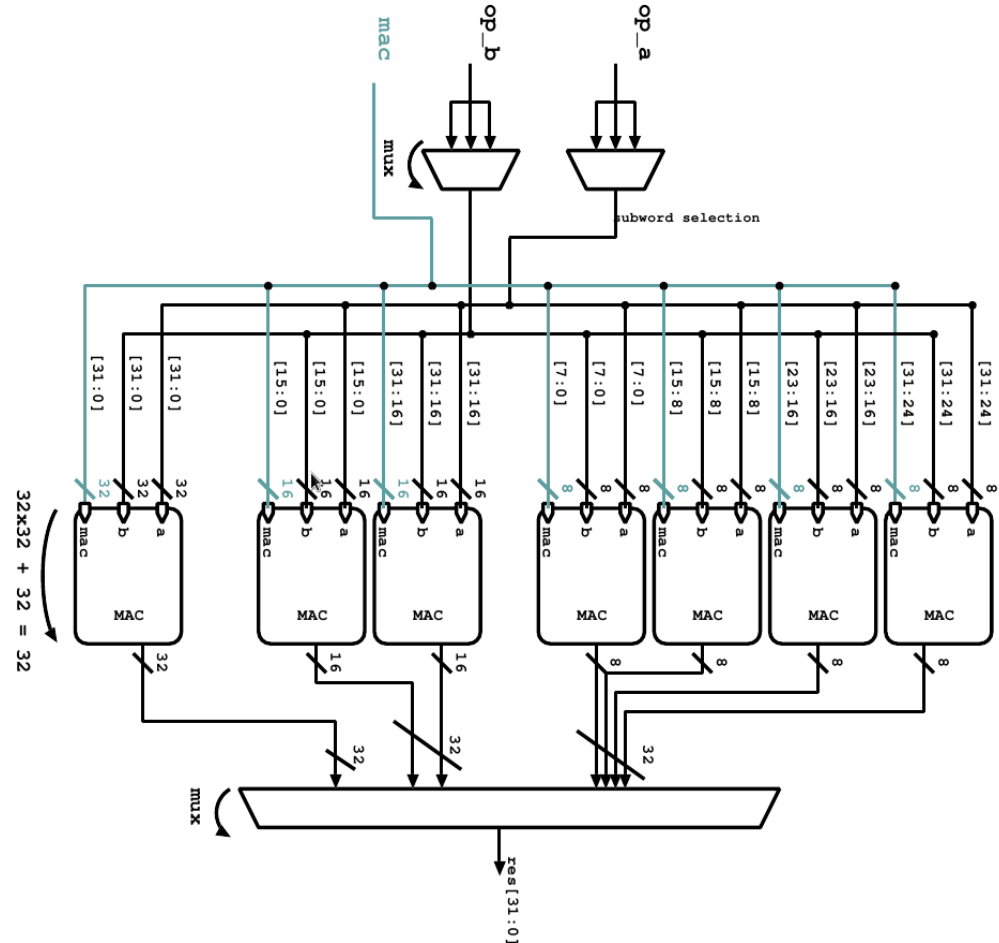 mac
op_b
op_a
mux
subword selection
[31:0]
[31:0]
[31:0]
[15:0]
[15:0]
[15:0]
[31:16]
[31:16]
[31:16]
[7:0]
[7:0]
[7:0]
[15:8]
[15:8]
[15:8]
[23:16]
[23:16]
[23:16]
[31:24]
[31:24]
[31:24]
32
32
32
16
16
16
16
16
16
8
8
8
8
8
8
8
8
8
8
8
8
mac
b
a
mac
b
a
mac
b
a
mac
b
a
mac
b
a
mac
b
a
mac
b
a
MAC
MAC
MAC
MAC
MAC
MAC
MAC
32x32 + 32 = 32
32
16
16
8
8
8
8
32
32
32
mux
res[31:0]